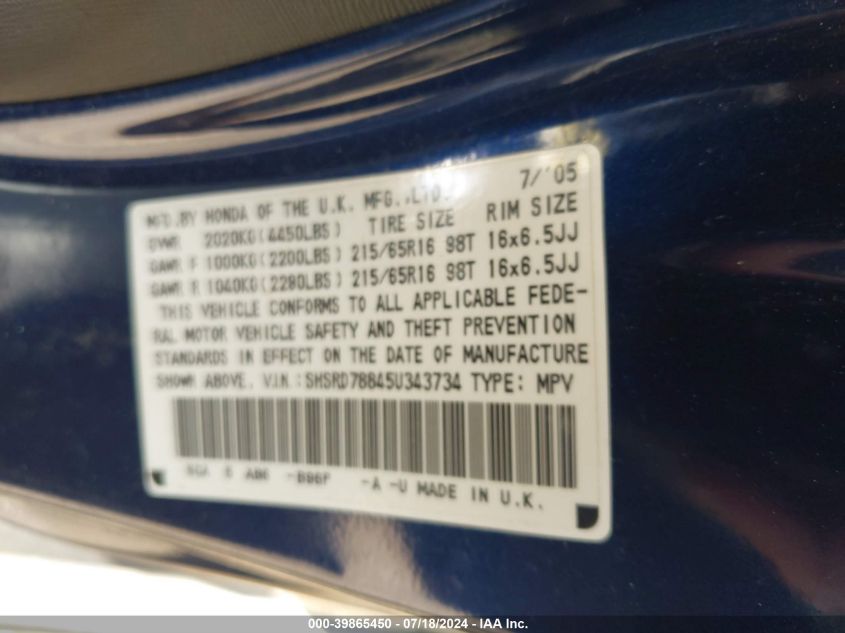 7/'05
MFD.BY HONDA OF THE U.K. MFG.,LTD.
GVWR 2020KG(4450LBS) TIRE SIZE RIM SIZE
GAWR F 1000KG(2200LBS) 215/65R16 98T 16x6.5JJ
GAWR R 1040KG(2290LBS) 215/65R16 98T 16x6.5JJ
THIS VEHICLE CONFORMS TO ALL APPLICABLE FEDE-
RAL MOTOR VEHICLE SAFETY AND THEFT PREVENTION
STANDARDS IN EFFECT ON THE DATE OF MANUFACTURE
SHOWN ABOVE. V.I.N.:SHSRD78845U343734 TYPE: MPV
-A -U MADE IN U.K.
000-39865450 - 07/18/2024 - IAA Inc.